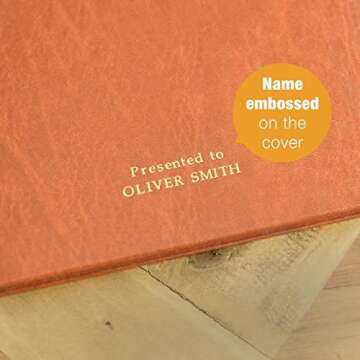 Name
embossed
on the
cover
Presented to
OLIVER SMITH